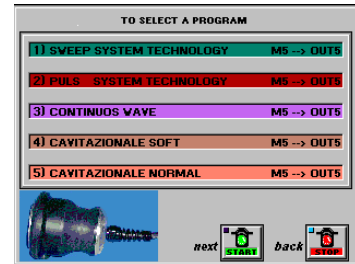 TO SELECT A PROGRAM
1) SWEEP SYSTEM TECHNOLOGY M5 --> OUT5
2) PULS SYSTEM TECHNOLOGY M5 --> OUT5
3) CONTINUOS WAVE M5 --> OUT5
4) CAVITAZIONALE SOFT M5 --> OUT5
5) CAVITAZIONALE NORMAL M5 --> OUT5
next START back STOP